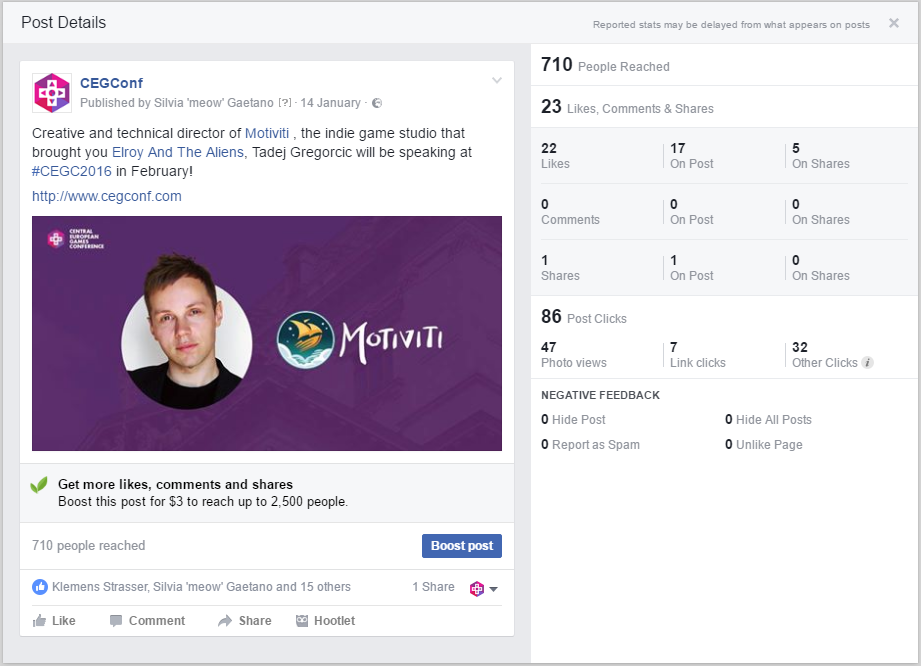 Post Details
Reported stats may be delayed from what appears on posts
CEGConf
Published by Silvia 'meow' Gaetano [?] · 14 January ·
Creative and technical director of Motiviti , the indie game studio that
brought you Elroy And The Aliens, Tadej Gregorcic will be speaking at
#CEGC2016 in February!
http://www.cegconf.com
CENTRAL
EUROPEAN
GAMES
CONFERENCE
MOTIVITI
Get more likes, comments and shares
Boost this post for $3 to reach up to 2,500 people.
710 people reached
Boost post
Klemens Strasser, Silvia 'meow' Gaetano and 15 others
1 Share
Like Comment Share Hootlet
710 People Reached
23 Likes, Comments & Shares
22 17 5
Likes On Post On Shares
0 0 0
Comments On Post On Shares
1 1 0
Shares On Post On Shares
86 Post Clicks
47 7 32
Photo views Link clicks Other Clicks i
NEGATIVE FEEDBACK
0 Hide Post 0 Hide All Posts
0 Report as Spam 0 Unlike Page